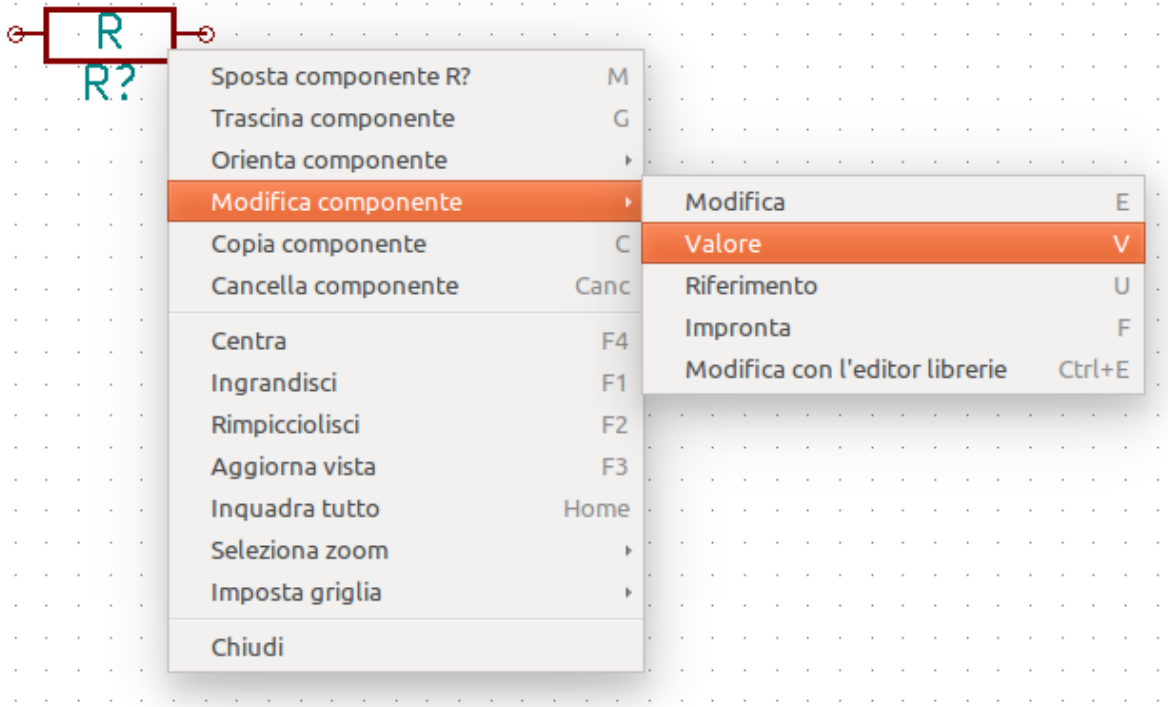 R
R?
Sposta componente R? M
Trascina componente G
Orienta componente
Modifica componente
Copia componente C
Cancella componente Canc
Centra F4
Ingrandisci F1
Rimpicciolisci F2
Aggiorna vista F3
Inquadra tutto Home
Seleziona zoom
Imposta griglia
Chiudi
Modifica E
Valore V
Riferimento U
Impronta F
Modifica con l'editor librerie Ctrl+E